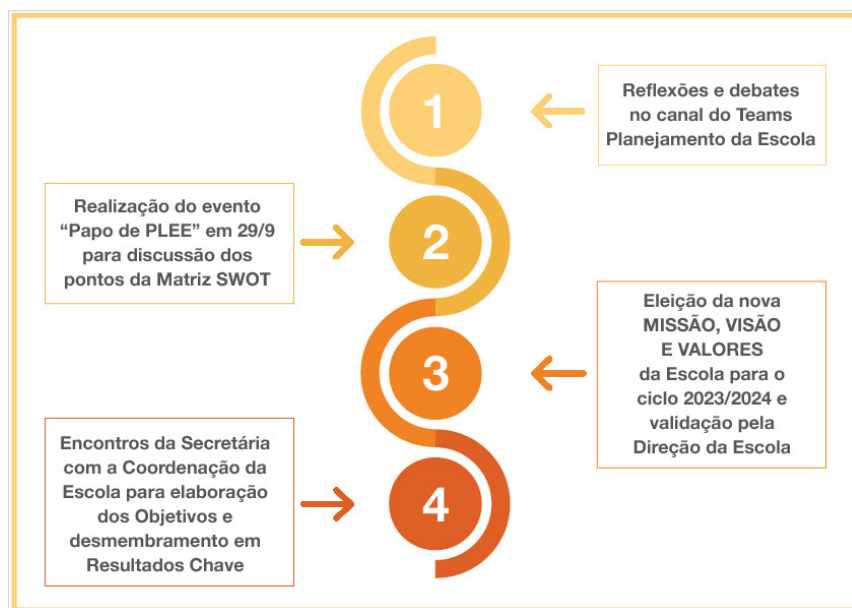 1
Reflexões e debates
no canal do Teams
Planejamento da Escola
Realização do evento
“Papo de PLEE” em 29/9
para discussão dos
pontos da Matriz SWOT
2
3
Eleição da nova
MISSÃO, VISÃO
E VALORES
da Escola para o
ciclo 2023/2024 e
validação pela
Direção da Escola
Encontros da Secretária
com a Coordenação da
Escola para elaboração
dos Objetivos e
desmembramento em
Resultados Chave
4